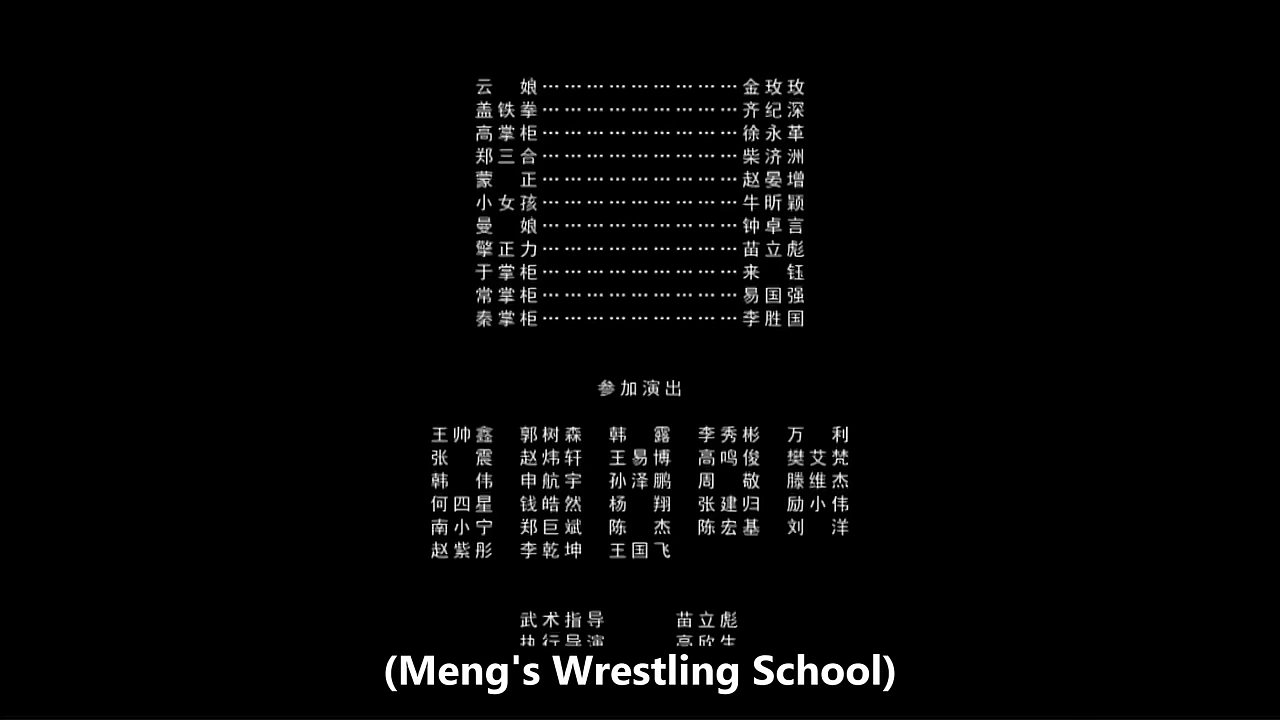 云 娘…………………………金玫玫
盖铁拳…………………………齐纪深
高掌柜…………………………徐永革
郑三合…………………………柴济洲
蒙 正…………………………赵晏增
小女孩…………………………牛昕颖
曼 娘…………………………钟卓言
擎正力…………………………苗立彪
于掌柜…………………………来 钰
常掌柜…………………………易国强
秦掌柜…………………………李胜国
参加演出
王帅鑫 郭树森 韩 露 李秀彬 万 利
张 震 赵炜轩 王易博 高鸣俊 樊艾梵
韩 伟 申航宇 孙泽鹏 周 敬 滕维杰
何四星 钱皓然 杨 翔 张建归 励小伟
南小宁 郑巨斌 陈 杰 陈宏基 刘 洋
赵紫彤 李乾坤 王国飞
武术指导 苗立彪
执行导演 高欣生
(Meng's Wrestling School)